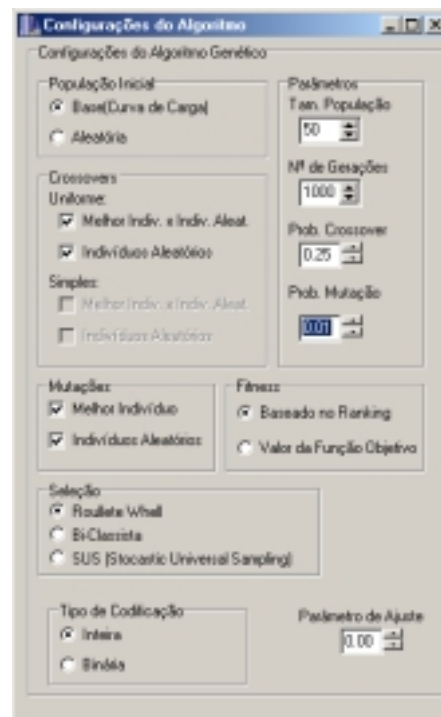 Configurações do Algoritmo
Configurações do Algoritmo Genético
População Inicial
Base(Curva de Carga)
Aleatória
Parâmetros
Tam. População
50
Nº de Gerações
1000
Prob. Crossover
0.25
Prob. Mutação
0.01
Crossovers
Uniforme:
Melhor Indiv. e Indiv. Aleat.
Indivíduos Aleatórios
Simples:
Melhor Indiv. e Indiv. Aleat.
Indivíduos Aleatórios
Mutações
Melhor Indivíduo
Indivíduos Aleatórios
Fitness
Baseado no Ranking
Valor da Função Objetivo
Seleção
Roullete Whell
Bi-Classista
SUS (Stocastic Universal Sampling)
Tipo de Codificação
Inteira
Binária
Parâmetro de Ajuste
0.00